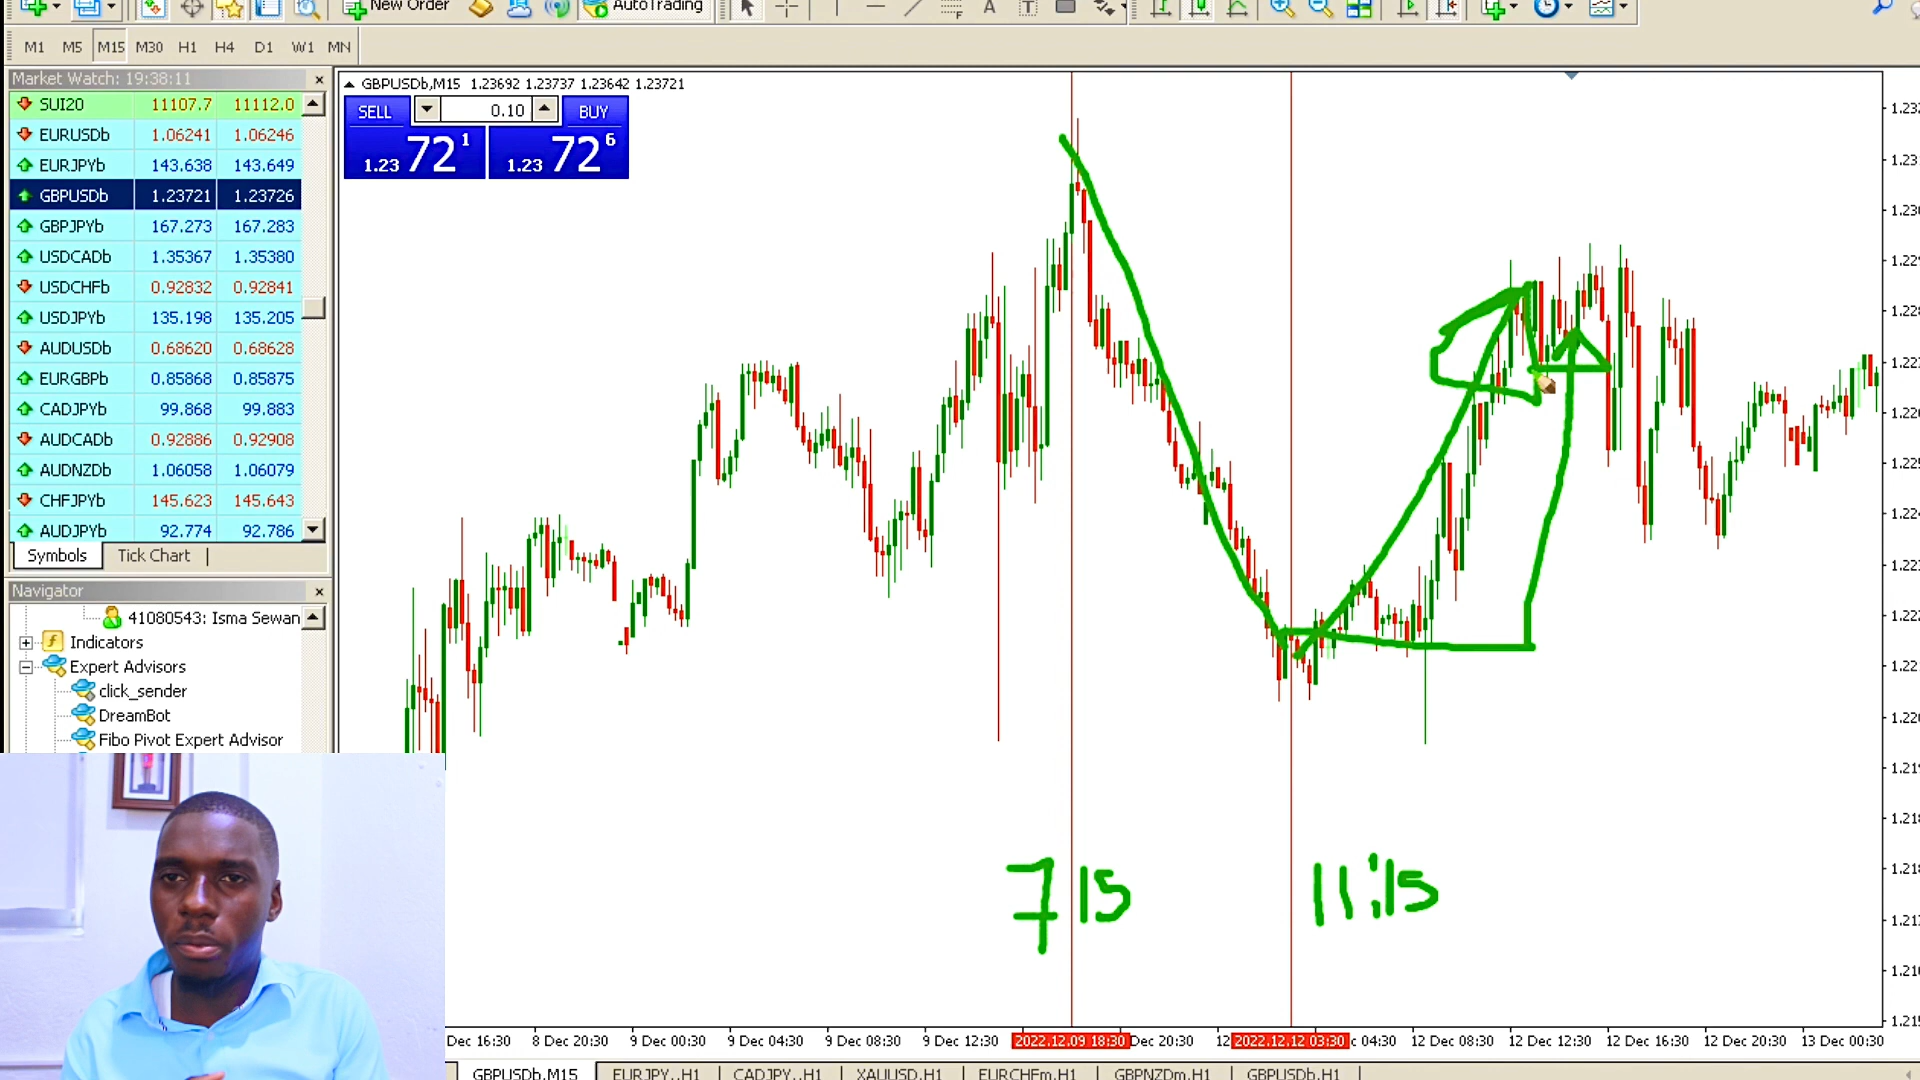 New Order
AutoTrading
A
T
M1 M5 M15 M30 H1 H4 D1 W1 MN
Market Watch: 19:38:11
SUI20 11107.7 11112.0
EURUSDb 1.06241 1.06246
EURJPYb 143.638 143.649
GBPUSDb 1.23721 1.23726
GBPJPYb 167.273 167.283
USDCADb 1.35367 1.35380
USDCHFb 0.92832 0.92841
USDJPYb 135.198 135.205
AUDUSDb 0.68620 0.68628
EURGBPb 0.85868 0.85875
CADJPYb 99.868 99.883
AUDCADb 0.92886 0.92908
AUDNZDb 1.06058 1.06079
CHFJPYb 145.623 145.643
AUDJPYb 92.774 92.786
Symbols Tick Chart
Navigator
41080543: Isma Sewan
Indicators
Expert Advisors
click_sender
DreamBot
Fibo Pivot Expert Advisor
GBPUSDb,M15 1.23692 1.23737 1.23642 1.23721
SELL 0.10 BUY
1.23 72 1 1.23 72 6
7 15
11:15
Dec 16:30 8 Dec 20:30 9 Dec 00:30 9 Dec 04:30 9 Dec 08:30 9 Dec 12:30 2022.12.09 18:30 Dec 20:30 12 2022.12.12 03:30 c 04:30 12 Dec 08:30 12 Dec 12:30 12 Dec 16:30 12 Dec 20:30 13 Dec 00:30
GBPUSDb,M15 EURJPY..,H1 CADJPY..,H1 XAUUSD,H1 EURCHFm,H1 GBPNZDm,H1 GBPUSDb,H1